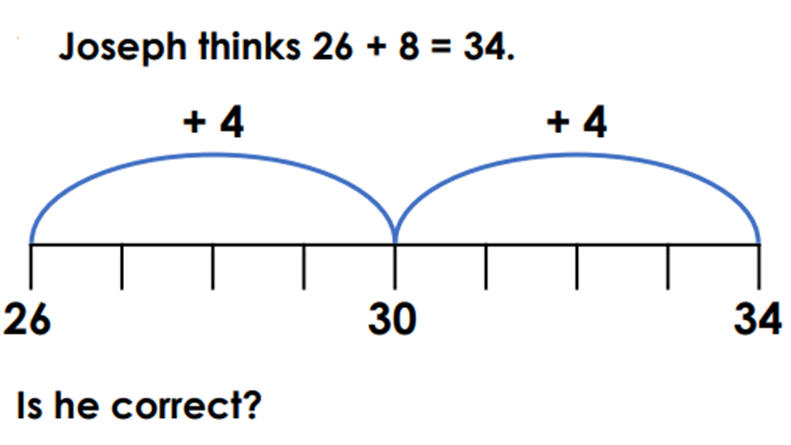 Joseph thinks 26 + 8 = 34.
+ 4 + 4
26 30 34
Is he correct?